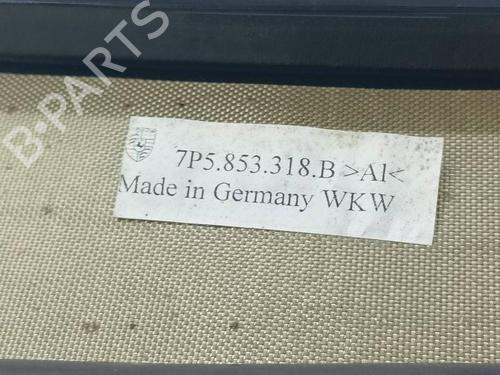 B-PARTS
7P5.853.318.B >Al<
Made in Germany WKW